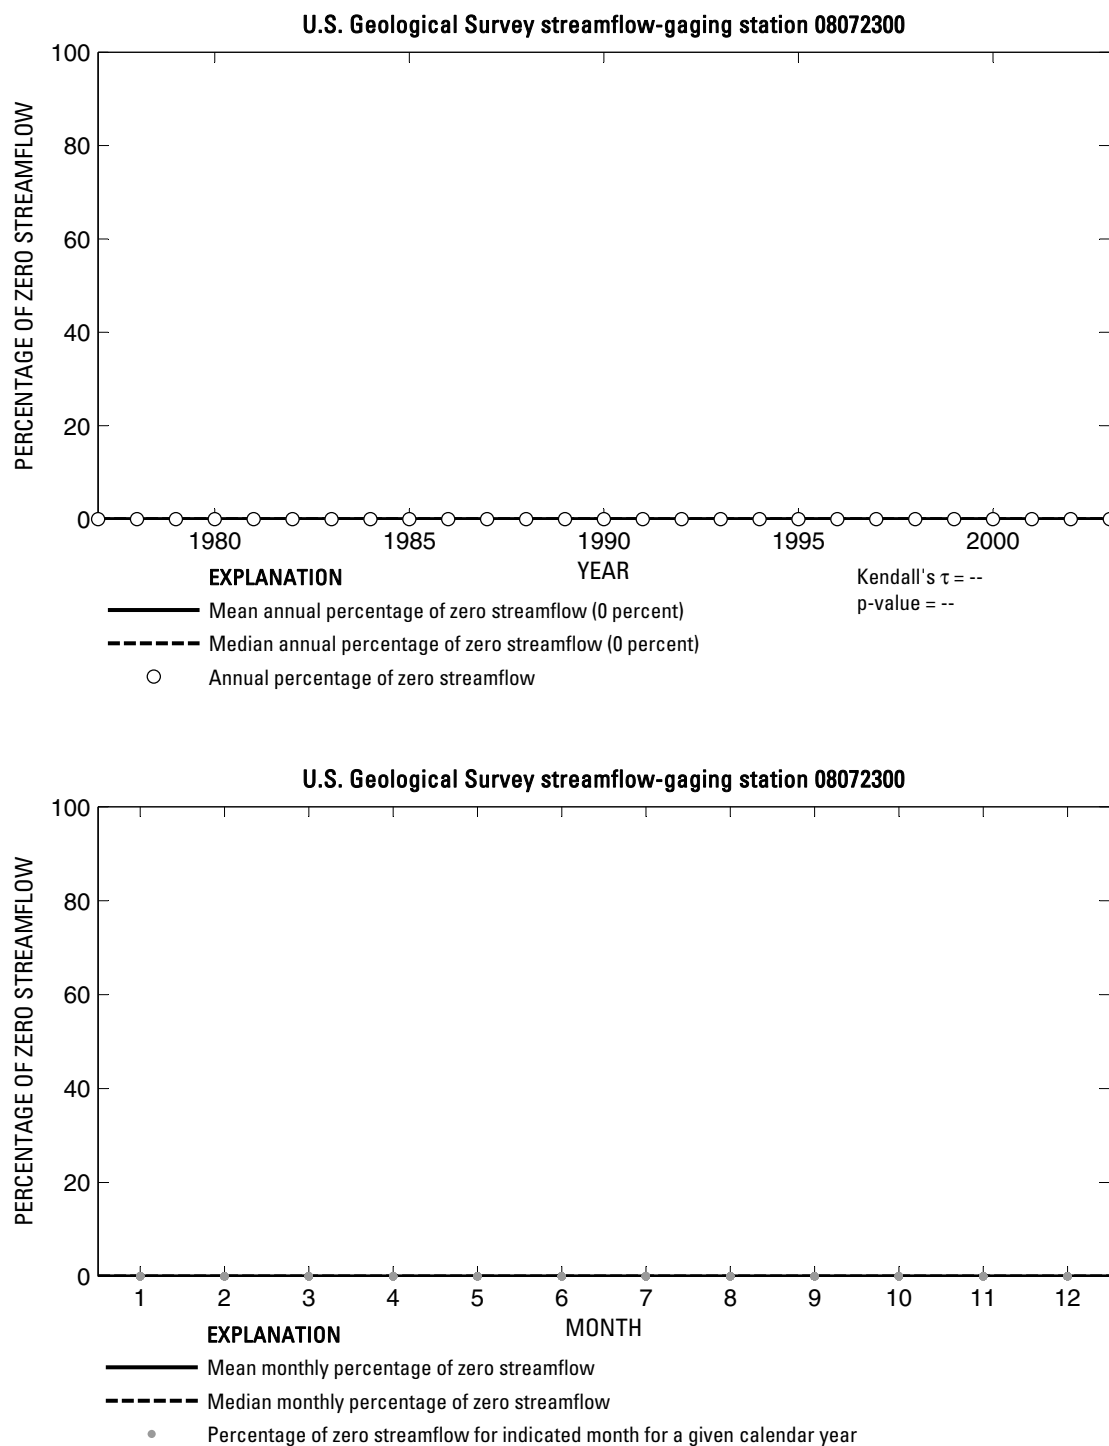 U.S. Geological Survey streamflow-gaging station 08072300
PERCENTAGE OF ZERO STREAMFLOW
100
80
60
40
20
0
1980 1985 1990 1995 2000
YEAR
EXPLANATION
Mean annual percentage of zero streamflow (0 percent)
Median annual percentage of zero streamflow (0 percent)
Annual percentage of zero streamflow
Kendall's τ = --
p-value = --
U.S. Geological Survey streamflow-gaging station 08072300
PERCENTAGE OF ZERO STREAMFLOW
100
80
60
40
20
0
1 2 3 4 5 6 7 8 9 10 11 12
MONTH
EXPLANATION
Mean monthly percentage of zero streamflow
Median monthly percentage of zero streamflow
Percentage of zero streamflow for indicated month for a given calendar year